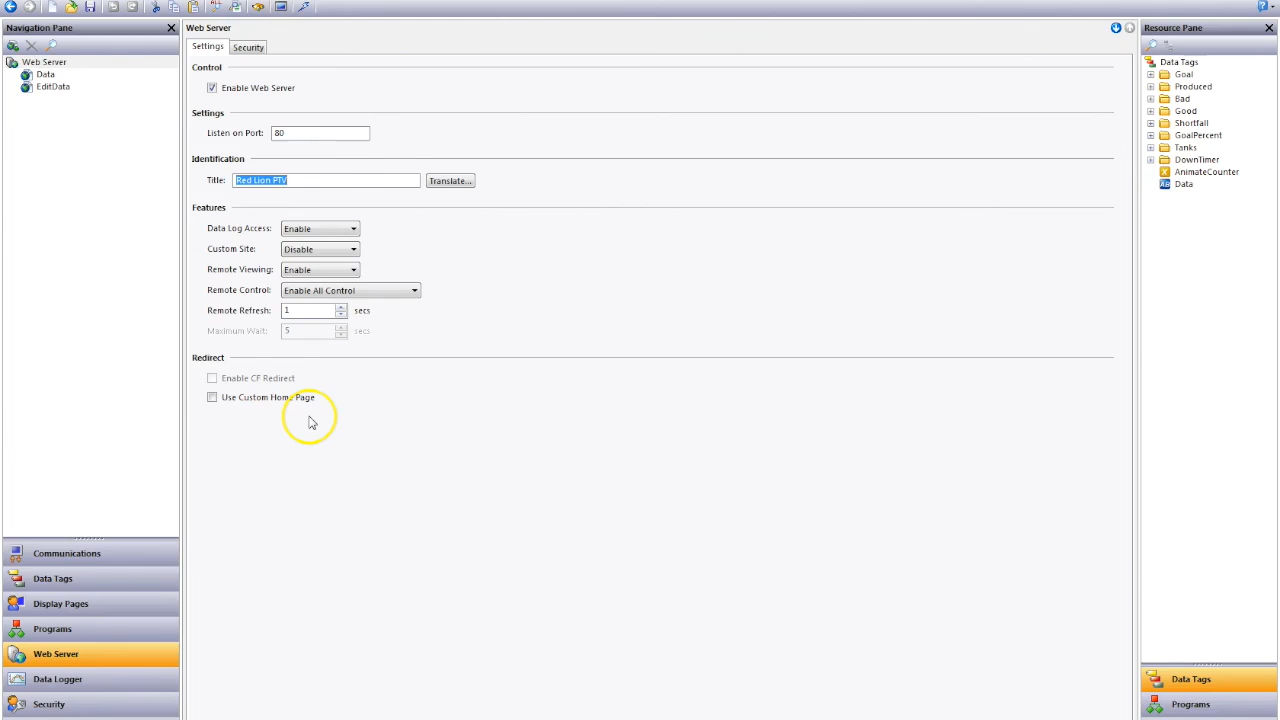 Navigation Pane
Web Server
Data
EditData
Communications
Data Tags
Display Pages
Programs
Web Server
Data Logger
Security
Web Server
Settings
Security
Control
Enable Web Server
Settings
Listen on Port: 80
Identification
Title: Red Lion PTV Translate...
Features
Data Log Access: Enable
Custom Site: Disable
Remote Viewing: Enable
Remote Control: Enable All Control
Remote Refresh: 1 secs
Maximum Wait: 5 secs
Redirect
Enable CF Redirect
Use Custom Home Page
Resource Pane
Data Tags
Goal
Produced
Bad
Good
Shortfall
GoalPercent
Tanks
DownTimer
AnimateCounter
Data
Data Tags
Programs